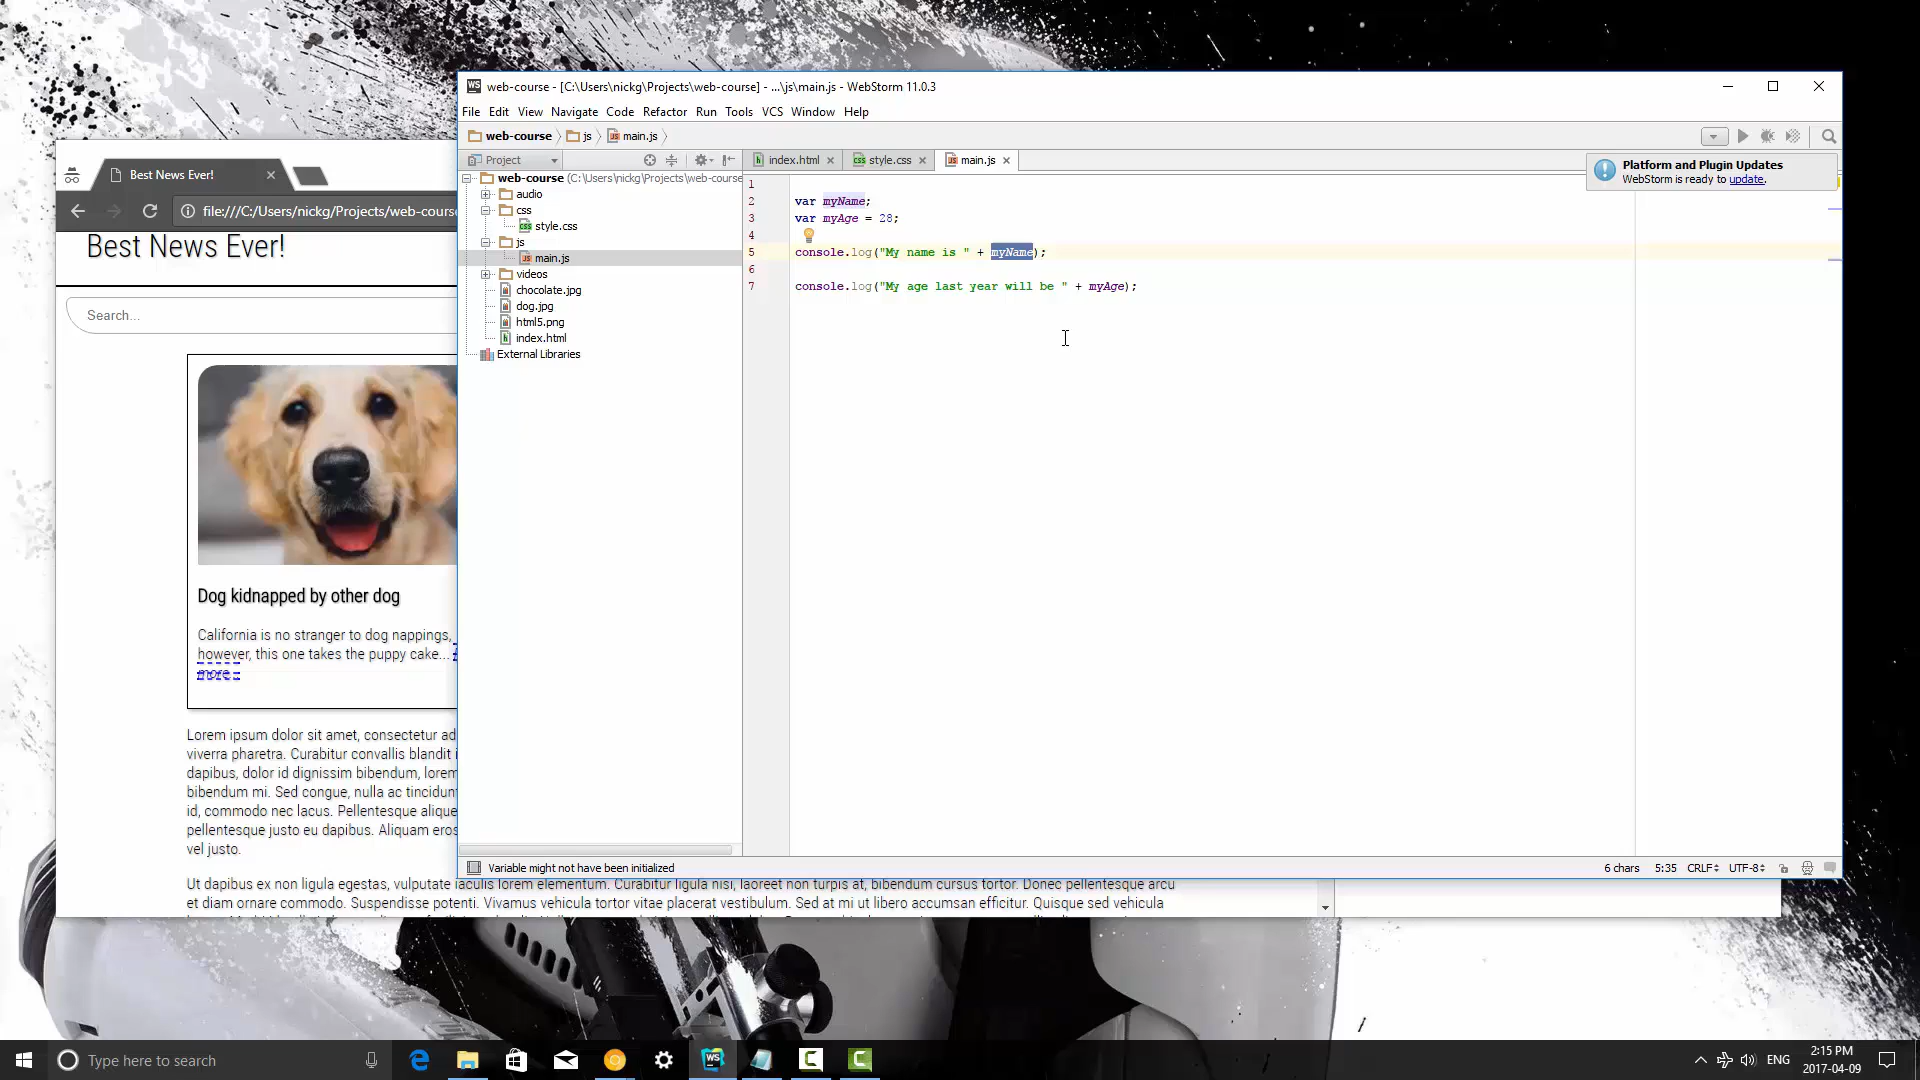 WS web-course - [C:\Users\nickg\Projects\web-course] - ...\js\main.js - WebStorm 11.0.3
File Edit View Navigate Code Refactor Run Tools VCS Window Help
web-course js main.js
Project
index.html style.css main.js
web-course (C:\Users\nickg\Projects\web-course
audio
css
style.css
js
main.js
videos
chocolate.jpg
dog.jpg
html5.png
index.html
External Libraries
1
2 var myName;
3 var myAge = 28;
4
5 console.log("My name is " + myName);
6
7 console.log("My age last year will be " + myAge);
Platform and Plugin Updates
WebStorm is ready to update.
Variable might not have been initialized
6 chars 5:35 CRLF UTF-8
Best News Ever!
file:///C:/Users/nickg/Projects/web-course
Best News Ever!
Search...
Dog kidnapped by other dog
California is no stranger to dog nappings,
however, this one takes the puppy cake...
more...
Lorem ipsum dolor sit amet, consectetur ad
viverra pharetra. Curabitur convallis blandit
dapibus, dolor id dignissim bibendum, lorem
bibendum mi. Sed congue, nulla ac tincidunt
id, commodo nec lacus. Pellentesque alique
pellentesque justo eu dapibus. Aliquam eros
vel justo.
Ut dapibus ex non ligula egestas, vulputate iaculis lorem elementum. Curabitur ligula nisi, laoreet non turpis at, bibendum cursus tortor. Donec pellentesque arcu
et diam ornare commodo. Suspendisse potenti. Vivamus vehicula tortor vitae placerat vestibulum. Sed at mi ut libero accumsan efficitur. Quisque sed vehicula
Type here to search
WS
ENG
2:15 PM
2017-04-09